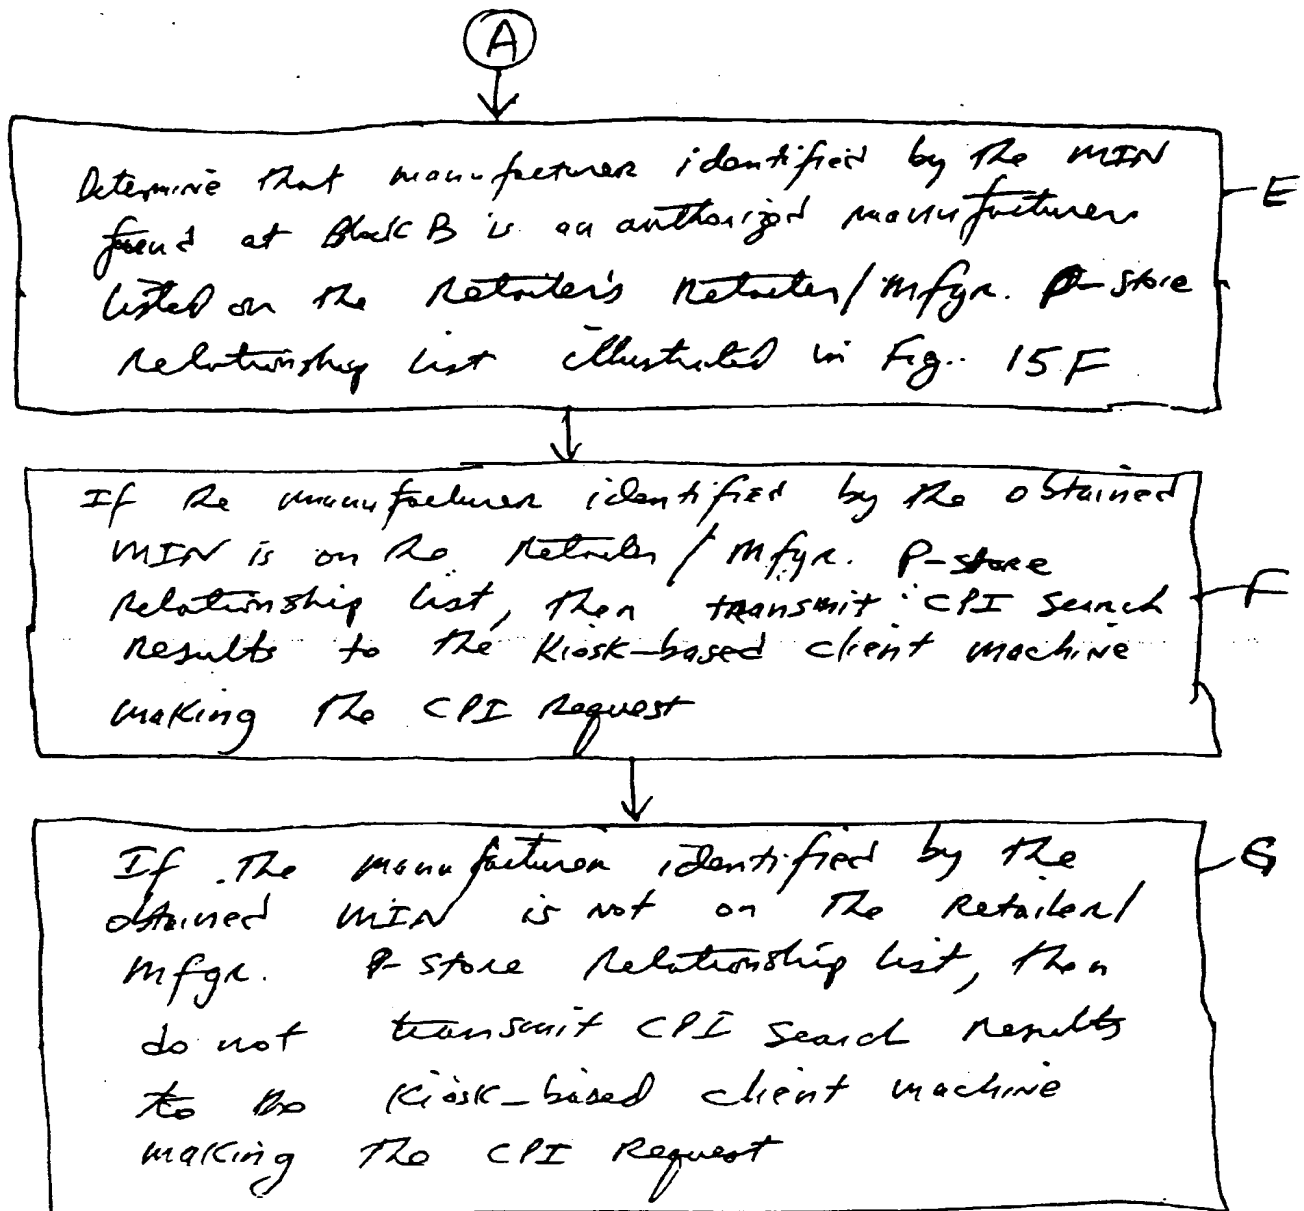 A
Determine that manufacturer identified by the MIN
found at Block B is an authorized manufacturer
listed on the Retailer's Retailer/Mfgr. P-store
Relationship List illustrated in Fig. 15F
E
If the manufacturer identified by the obtained
MIN is on the Retailer/Mfgr. P-store
Relationship List, then transmit CPI Search
Results to the Kiosk-based client machine
making the CPI Request
F
If the manufacturer identified by the
obtained MIN is not on the Retailer/
Mfgr. P-store Relationship List, then
do not transmit CPI Search Results
to the Kiosk-based client machine
making the CPI Request
G